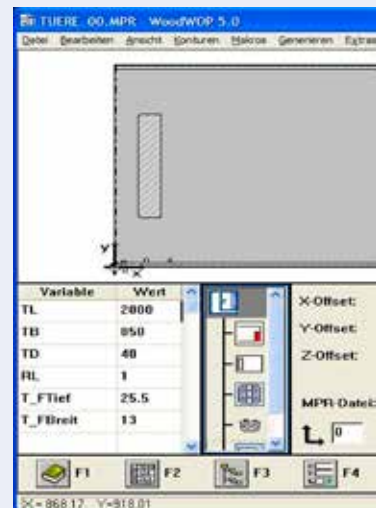 TUERE_00.MPR WoodWOP 5.0
Datei Bearbeiten Ansicht Konturen Makros Generieren Extras
Y
X
Variable Wert
TL 2000
TB 850
TD 40
RL 1
T_FTief 25.5
T_FBreit 13
X-Offset:
Y-Offset:
Z-Offset:
MPR-Datei:
0
F1 F2 F3 F4
X= 868.17 Y=918.01